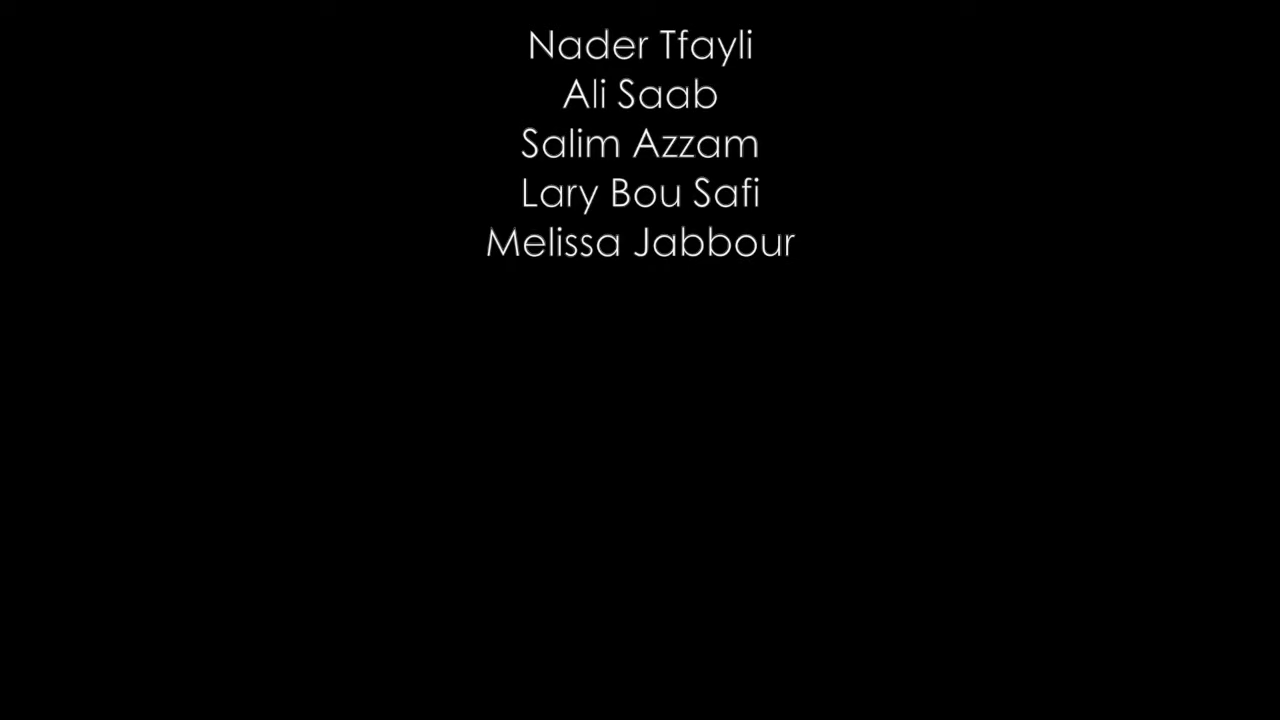 Nader Tfayli
Ali Saab
Salim Azzam
Lary Bou Safi
Melissa Jabbour